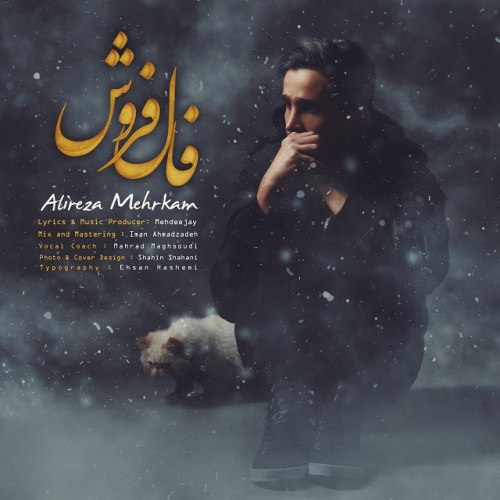 فال فروش
Alireza Mehrkam
Lyrics & Music Producer: Mehdeejay
Mix and Mastering : Iman Ahmadzadeh
Vocal Coach : Mahrad Maghsoudi
Photo & Cover Design : Shahin Shahani
Typography : Ehsan Hashemi